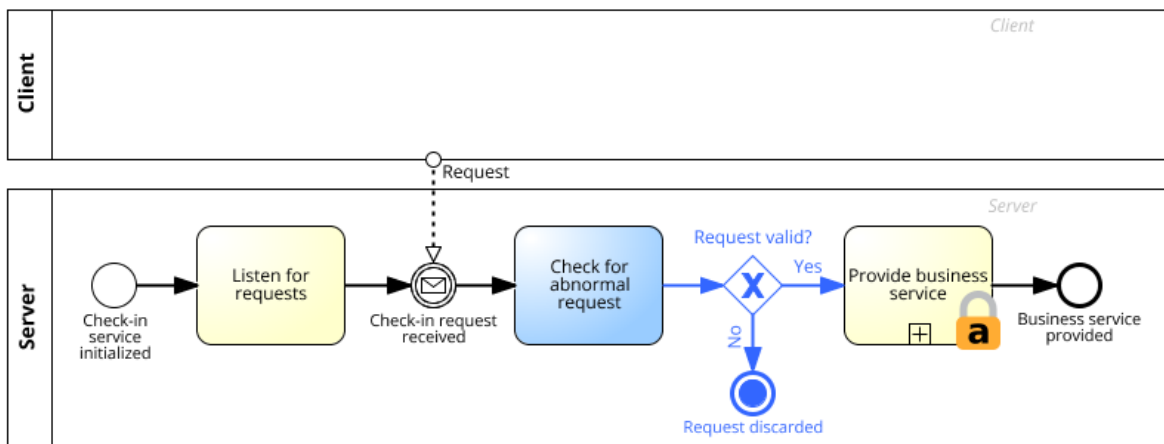 Client
Client
Request
Server
Server
Check-in
service
initialized
Listen for
requests
Check-in request
received
Check for
abnormal
request
Request valid?
X
Yes
No
Request discarded
Provide business
service
a
Business service
provided